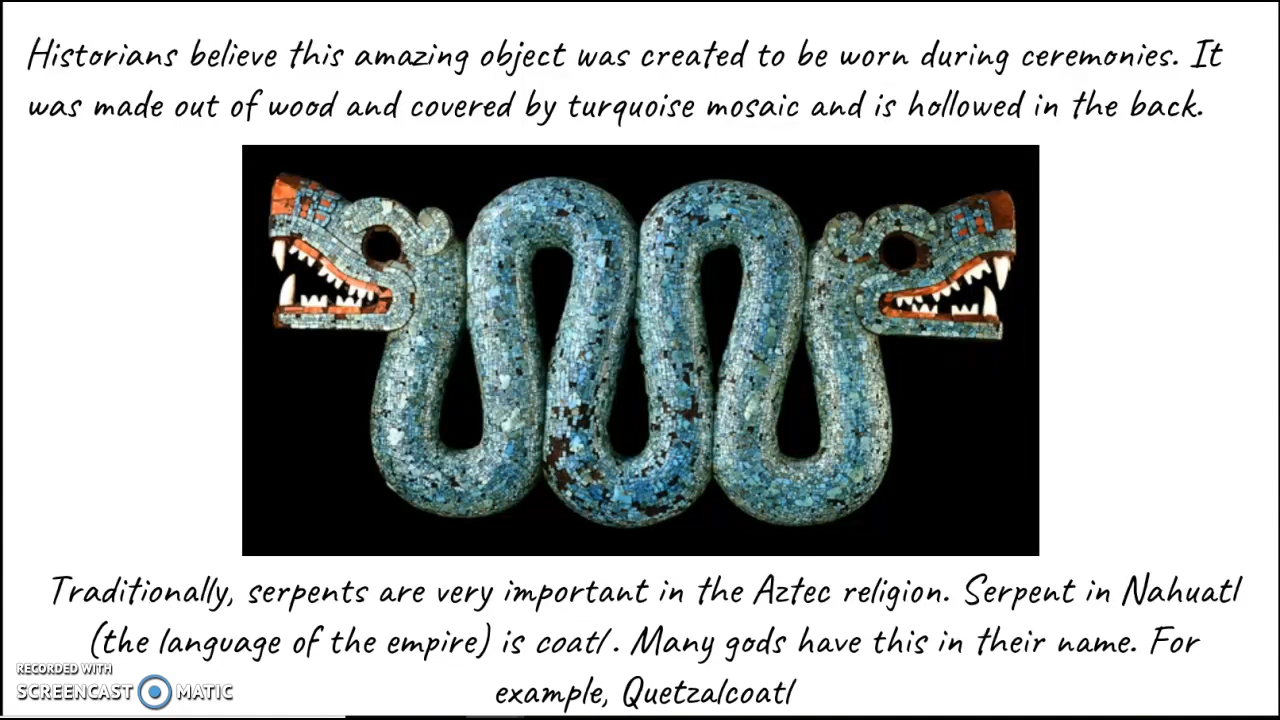 Historians believe this amazing object was created to be worn during ceremonies. It
was made out of wood and covered by turquoise mosaic and is hollowed in the back.
Traditionally, serpents are very important in the Aztec religion. Serpent in Nahuatl
(the language of the empire) is coatl. Many gods have this in their name. For
example, Quetzalcoatl
RECORDED WITH
SCREENCAST MATIC